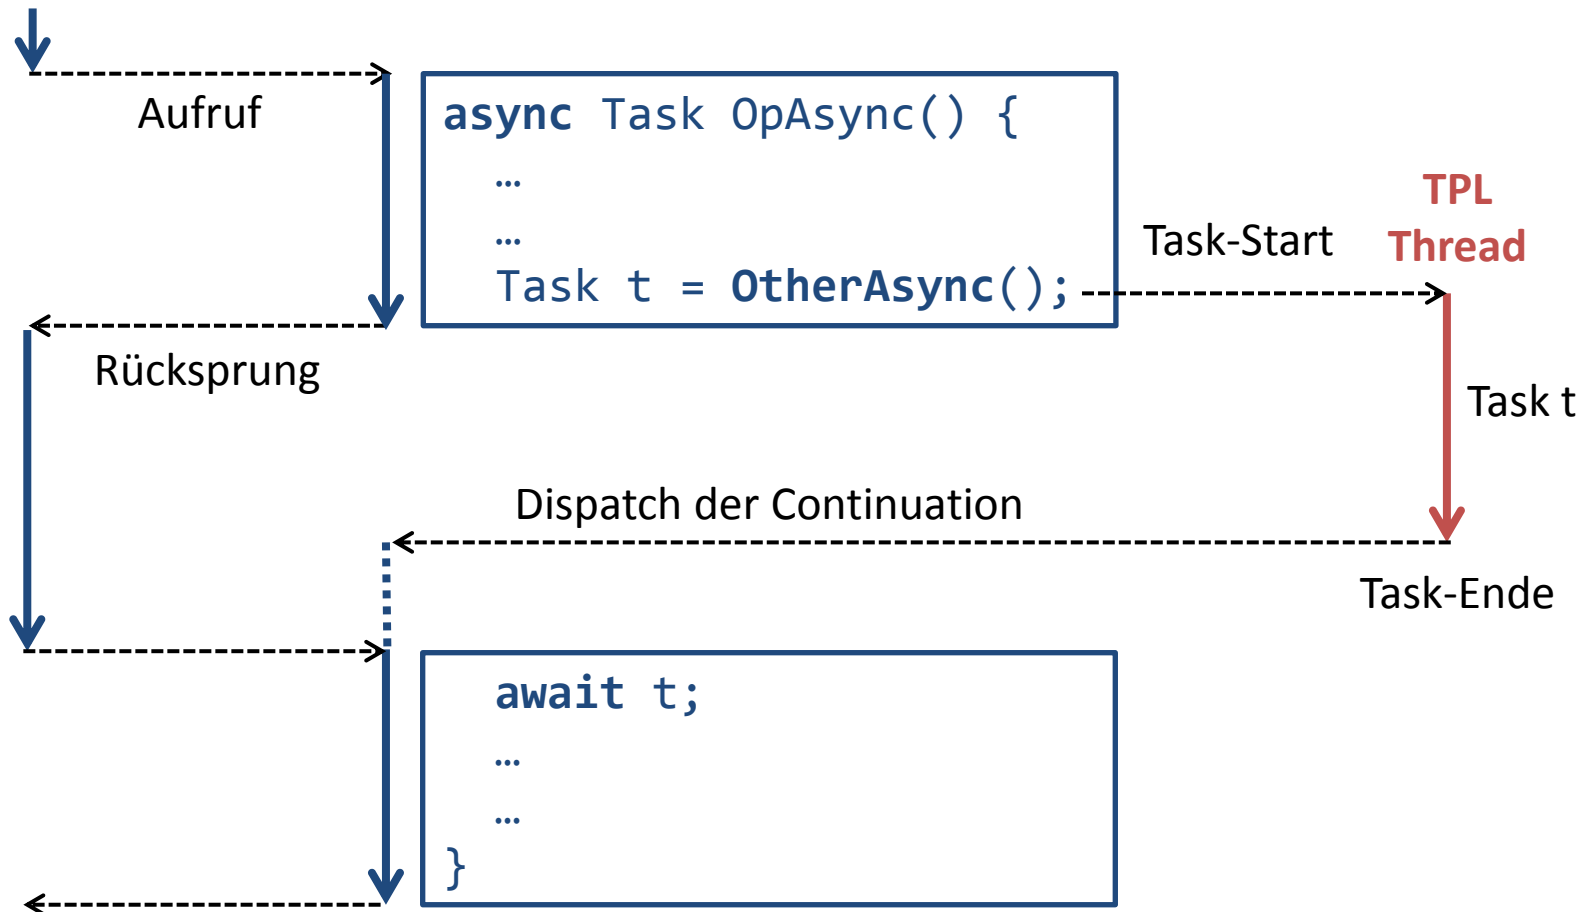 Aufruf
async Task OpAsync() {
…
…
Task t = OtherAsync();
Task-Start
TPL
Thread
Rücksprung
Task t
Dispatch der Continuation
Task-Ende
await t;
…
…
}